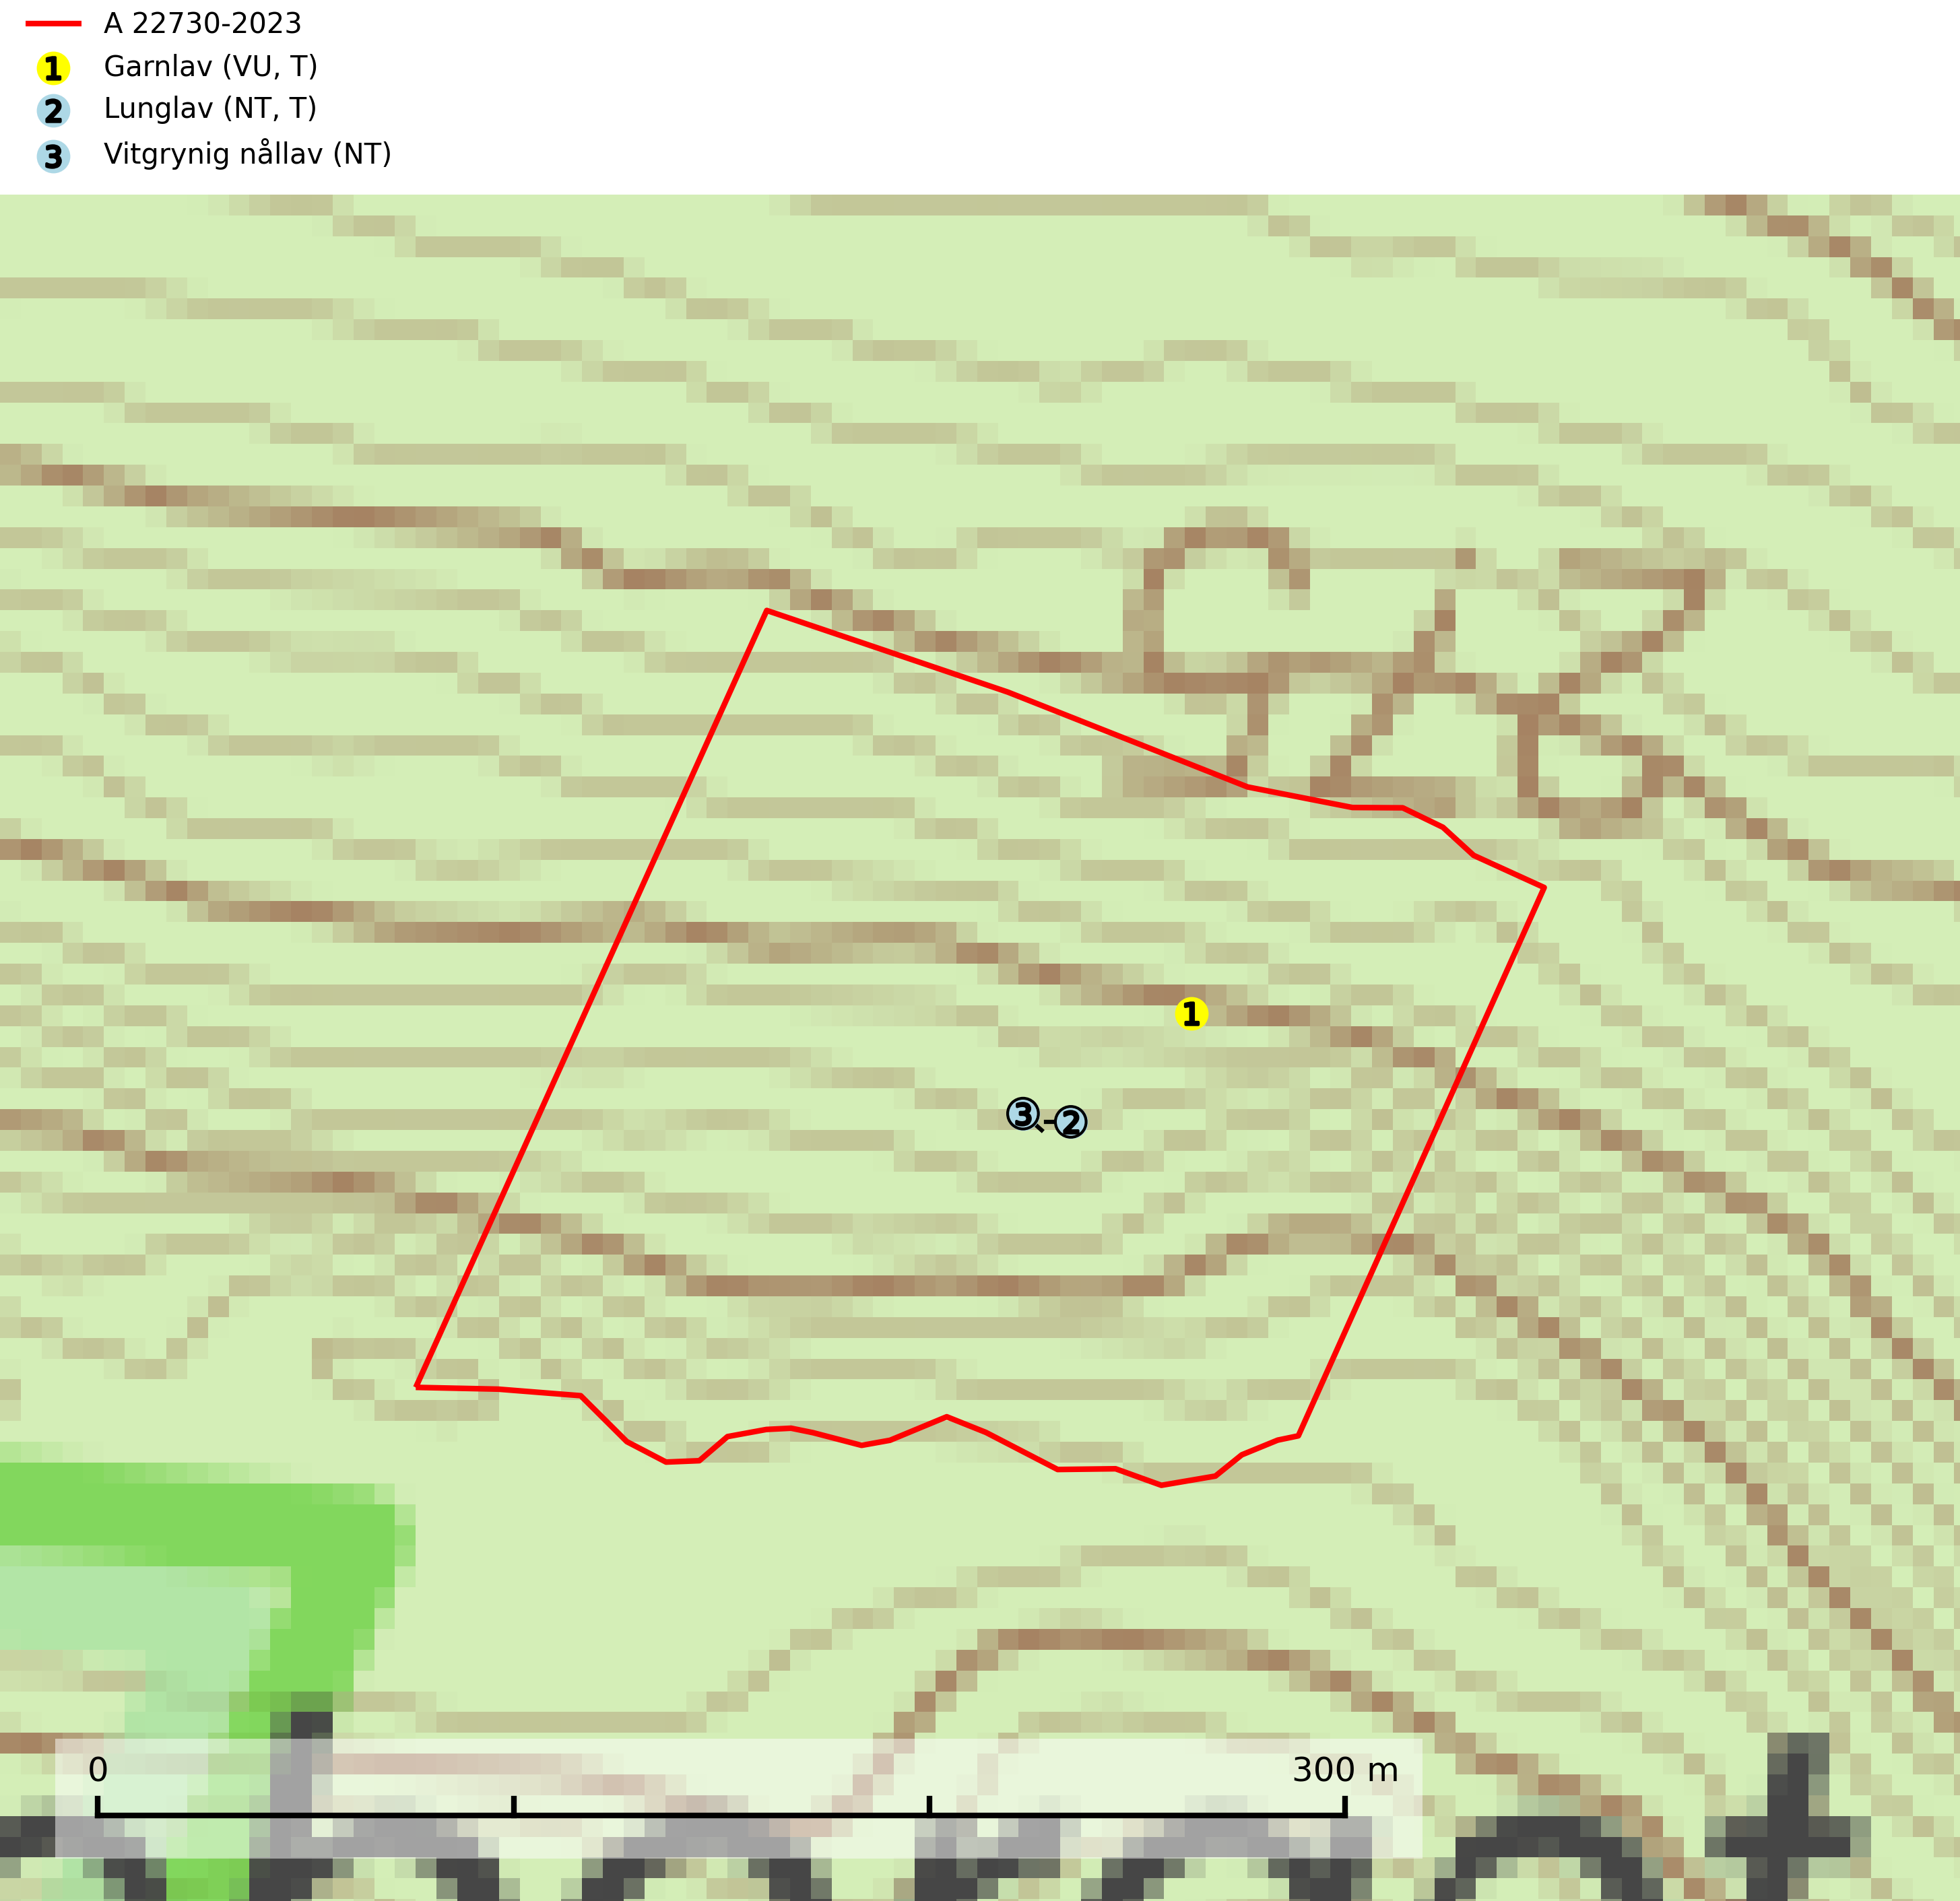 A 22730-2023
1 Garnlav (VU, T)
2 Lunglav (NT, T)
3 Vitgrynig nållav (NT)
1
3 2
0 300 m